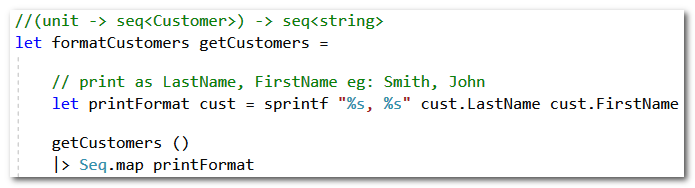 //(unit -> seq<Customer>) -> seq<string>
let formatCustomers getCustomers =
// print as LastName, FirstName eg: Smith, John
let printFormat cust = sprintf "%s, %s" cust.LastName cust.FirstName
getCustomers ()
|> Seq.map printFormat